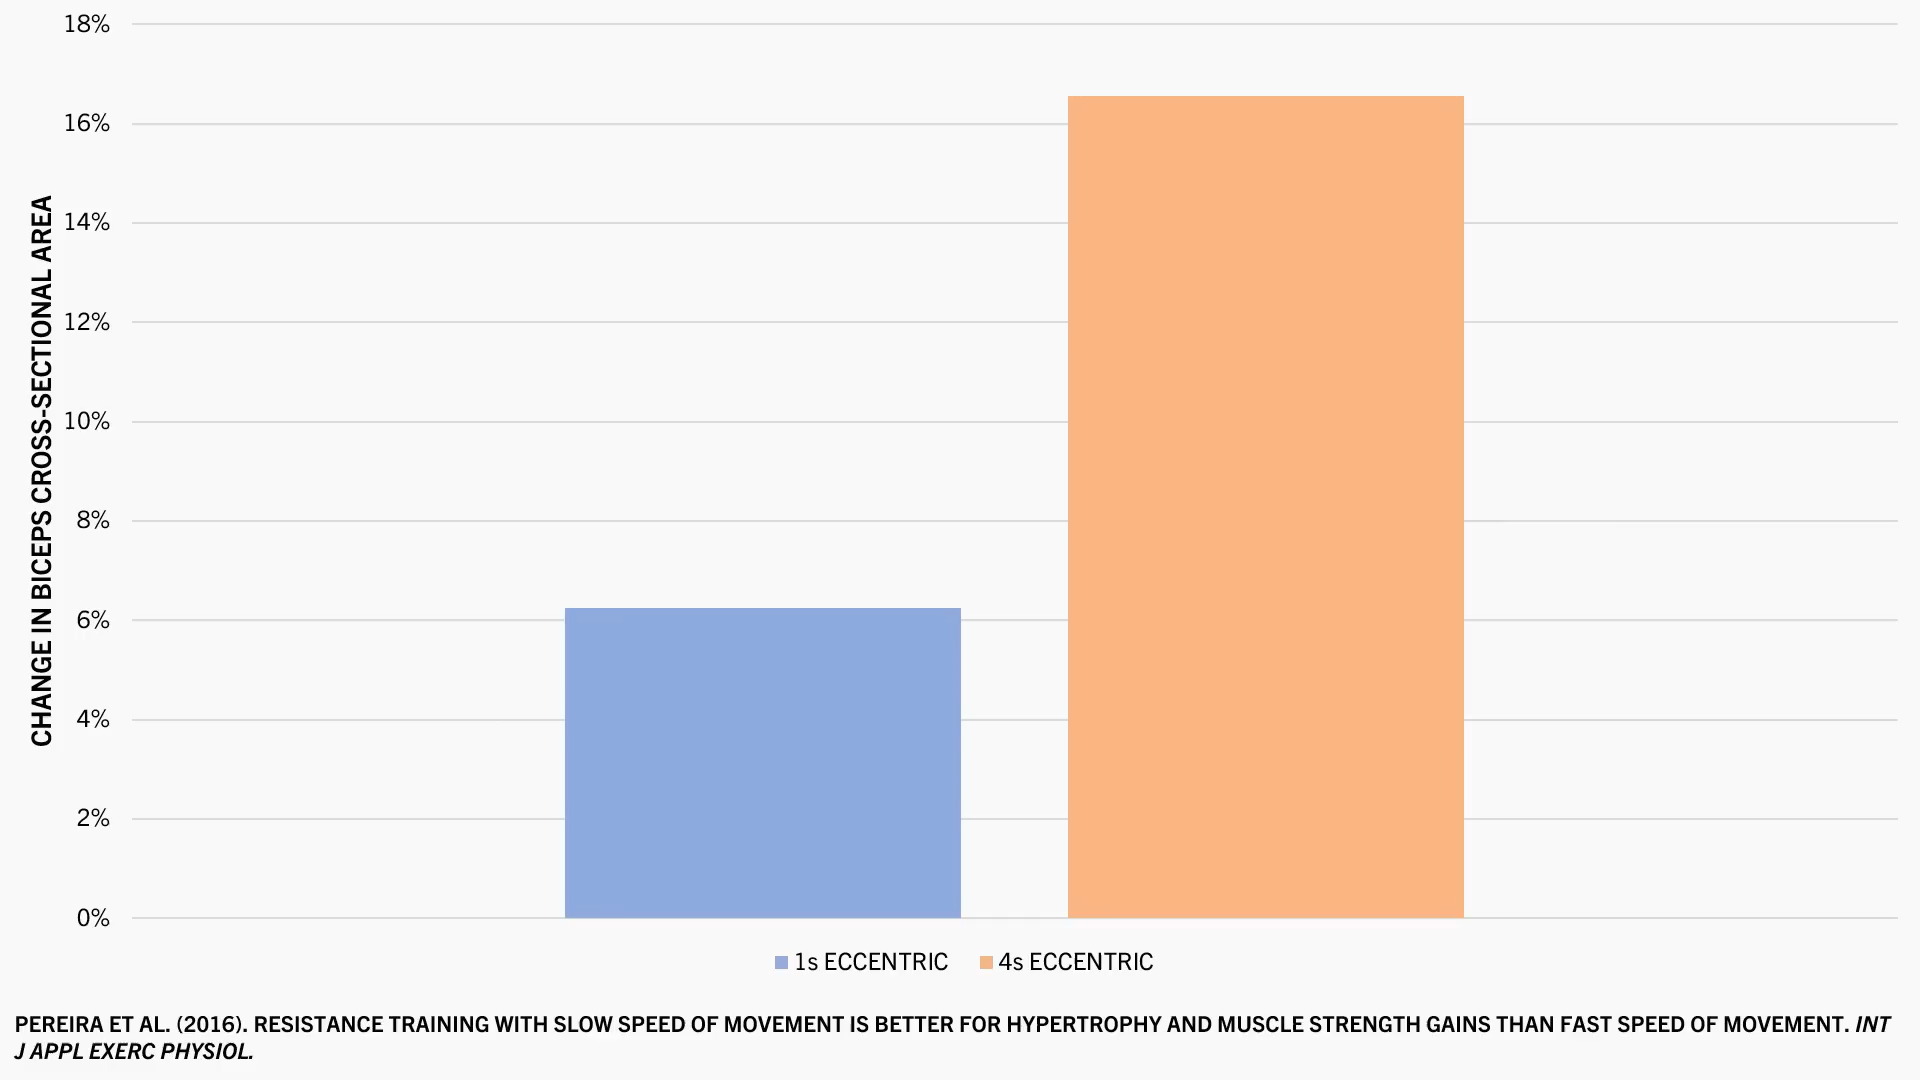 18%
16%
14%
12%
10%
8%
6%
4%
2%
0%
CHANGE IN BICEPS CROSS-SECTIONAL AREA
1s ECCENTRIC 4s ECCENTRIC
PEREIRA ET AL. (2016). RESISTANCE TRAINING WITH SLOW SPEED OF MOVEMENT IS BETTER FOR HYPERTROPHY AND MUSCLE STRENGTH GAINS THAN FAST SPEED OF MOVEMENT. INT
J APPL EXERC PHYSIOL.